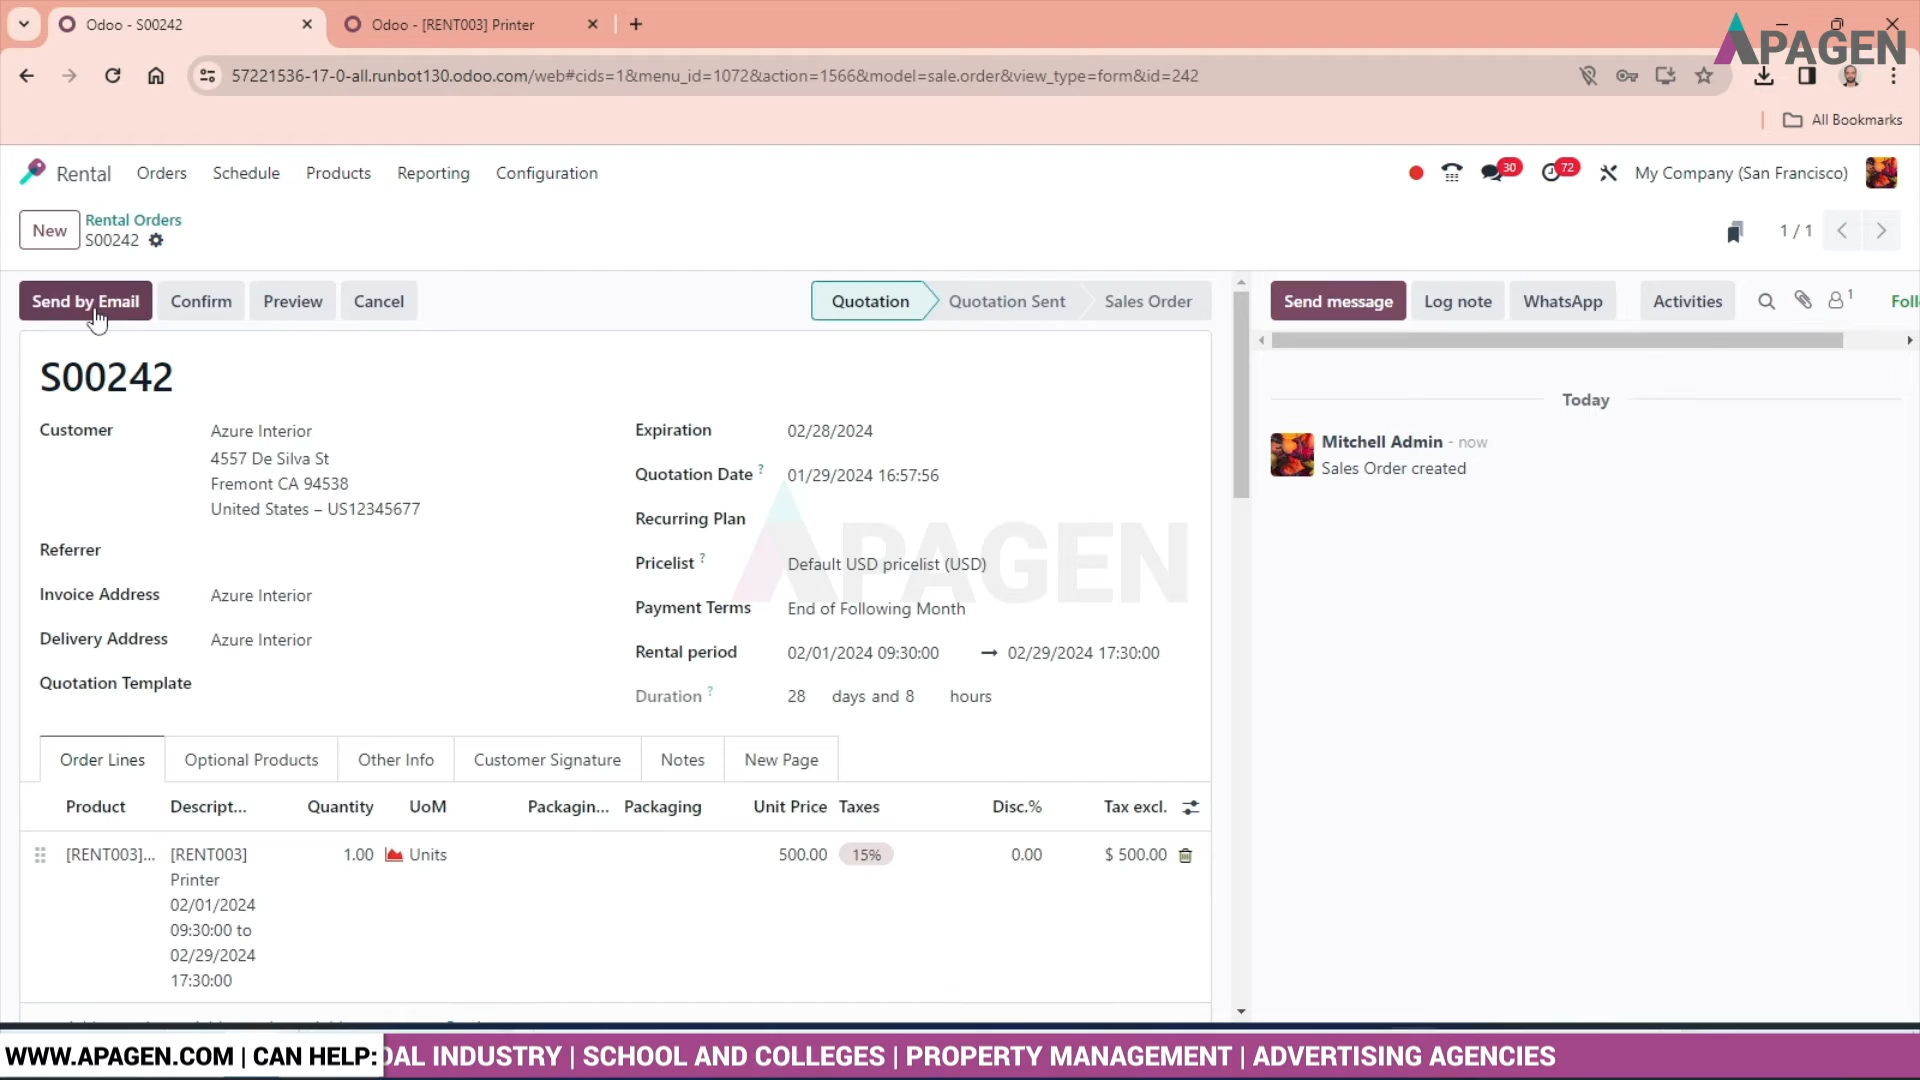 Odoo - S00242
Odoo - [RENT003] Printer
APAGEN
57221536-17-0-all.runbot130.odoo.com/web#cids=1&menu_id=1072&action=1566&model=sale.order&view_type=form&id=242
All Bookmarks
Rental Orders Schedule Products Reporting Configuration
30 72 My Company (San Francisco)
New Rental Orders
S00242
1 / 1
Send by Email Confirm Preview Cancel
Quotation Quotation Sent Sales Order
Send message Log note WhatsApp Activities 1 Foll
S00242
Customer Azure Interior
4557 De Silva St
Fremont CA 94538
United States – US12345677
Referrer
Invoice Address Azure Interior
Delivery Address Azure Interior
Quotation Template
Expiration 02/28/2024
Quotation Date ? 01/29/2024 16:57:56
Recurring Plan
Pricelist ? Default USD pricelist (USD)
Payment Terms End of Following Month
Rental period 02/01/2024 09:30:00 → 02/29/2024 17:30:00
Duration ? 28 days and 8 hours
APAGEN
Today
Mitchell Admin - now
Sales Order created
Order Lines Optional Products Other Info Customer Signature Notes New Page
Product Descript... Quantity UoM Packagin... Packaging Unit Price Taxes Disc.% Tax excl.
[RENT003]... [RENT003] 1.00 Units 500.00 15% 0.00 $ 500.00
Printer
02/01/2024
09:30:00 to
02/29/2024
17:30:00
WWW.APAGEN.COM | CAN HELP: OAL INDUSTRY | SCHOOL AND COLLEGES | PROPERTY MANAGEMENT | ADVERTISING AGENCIES